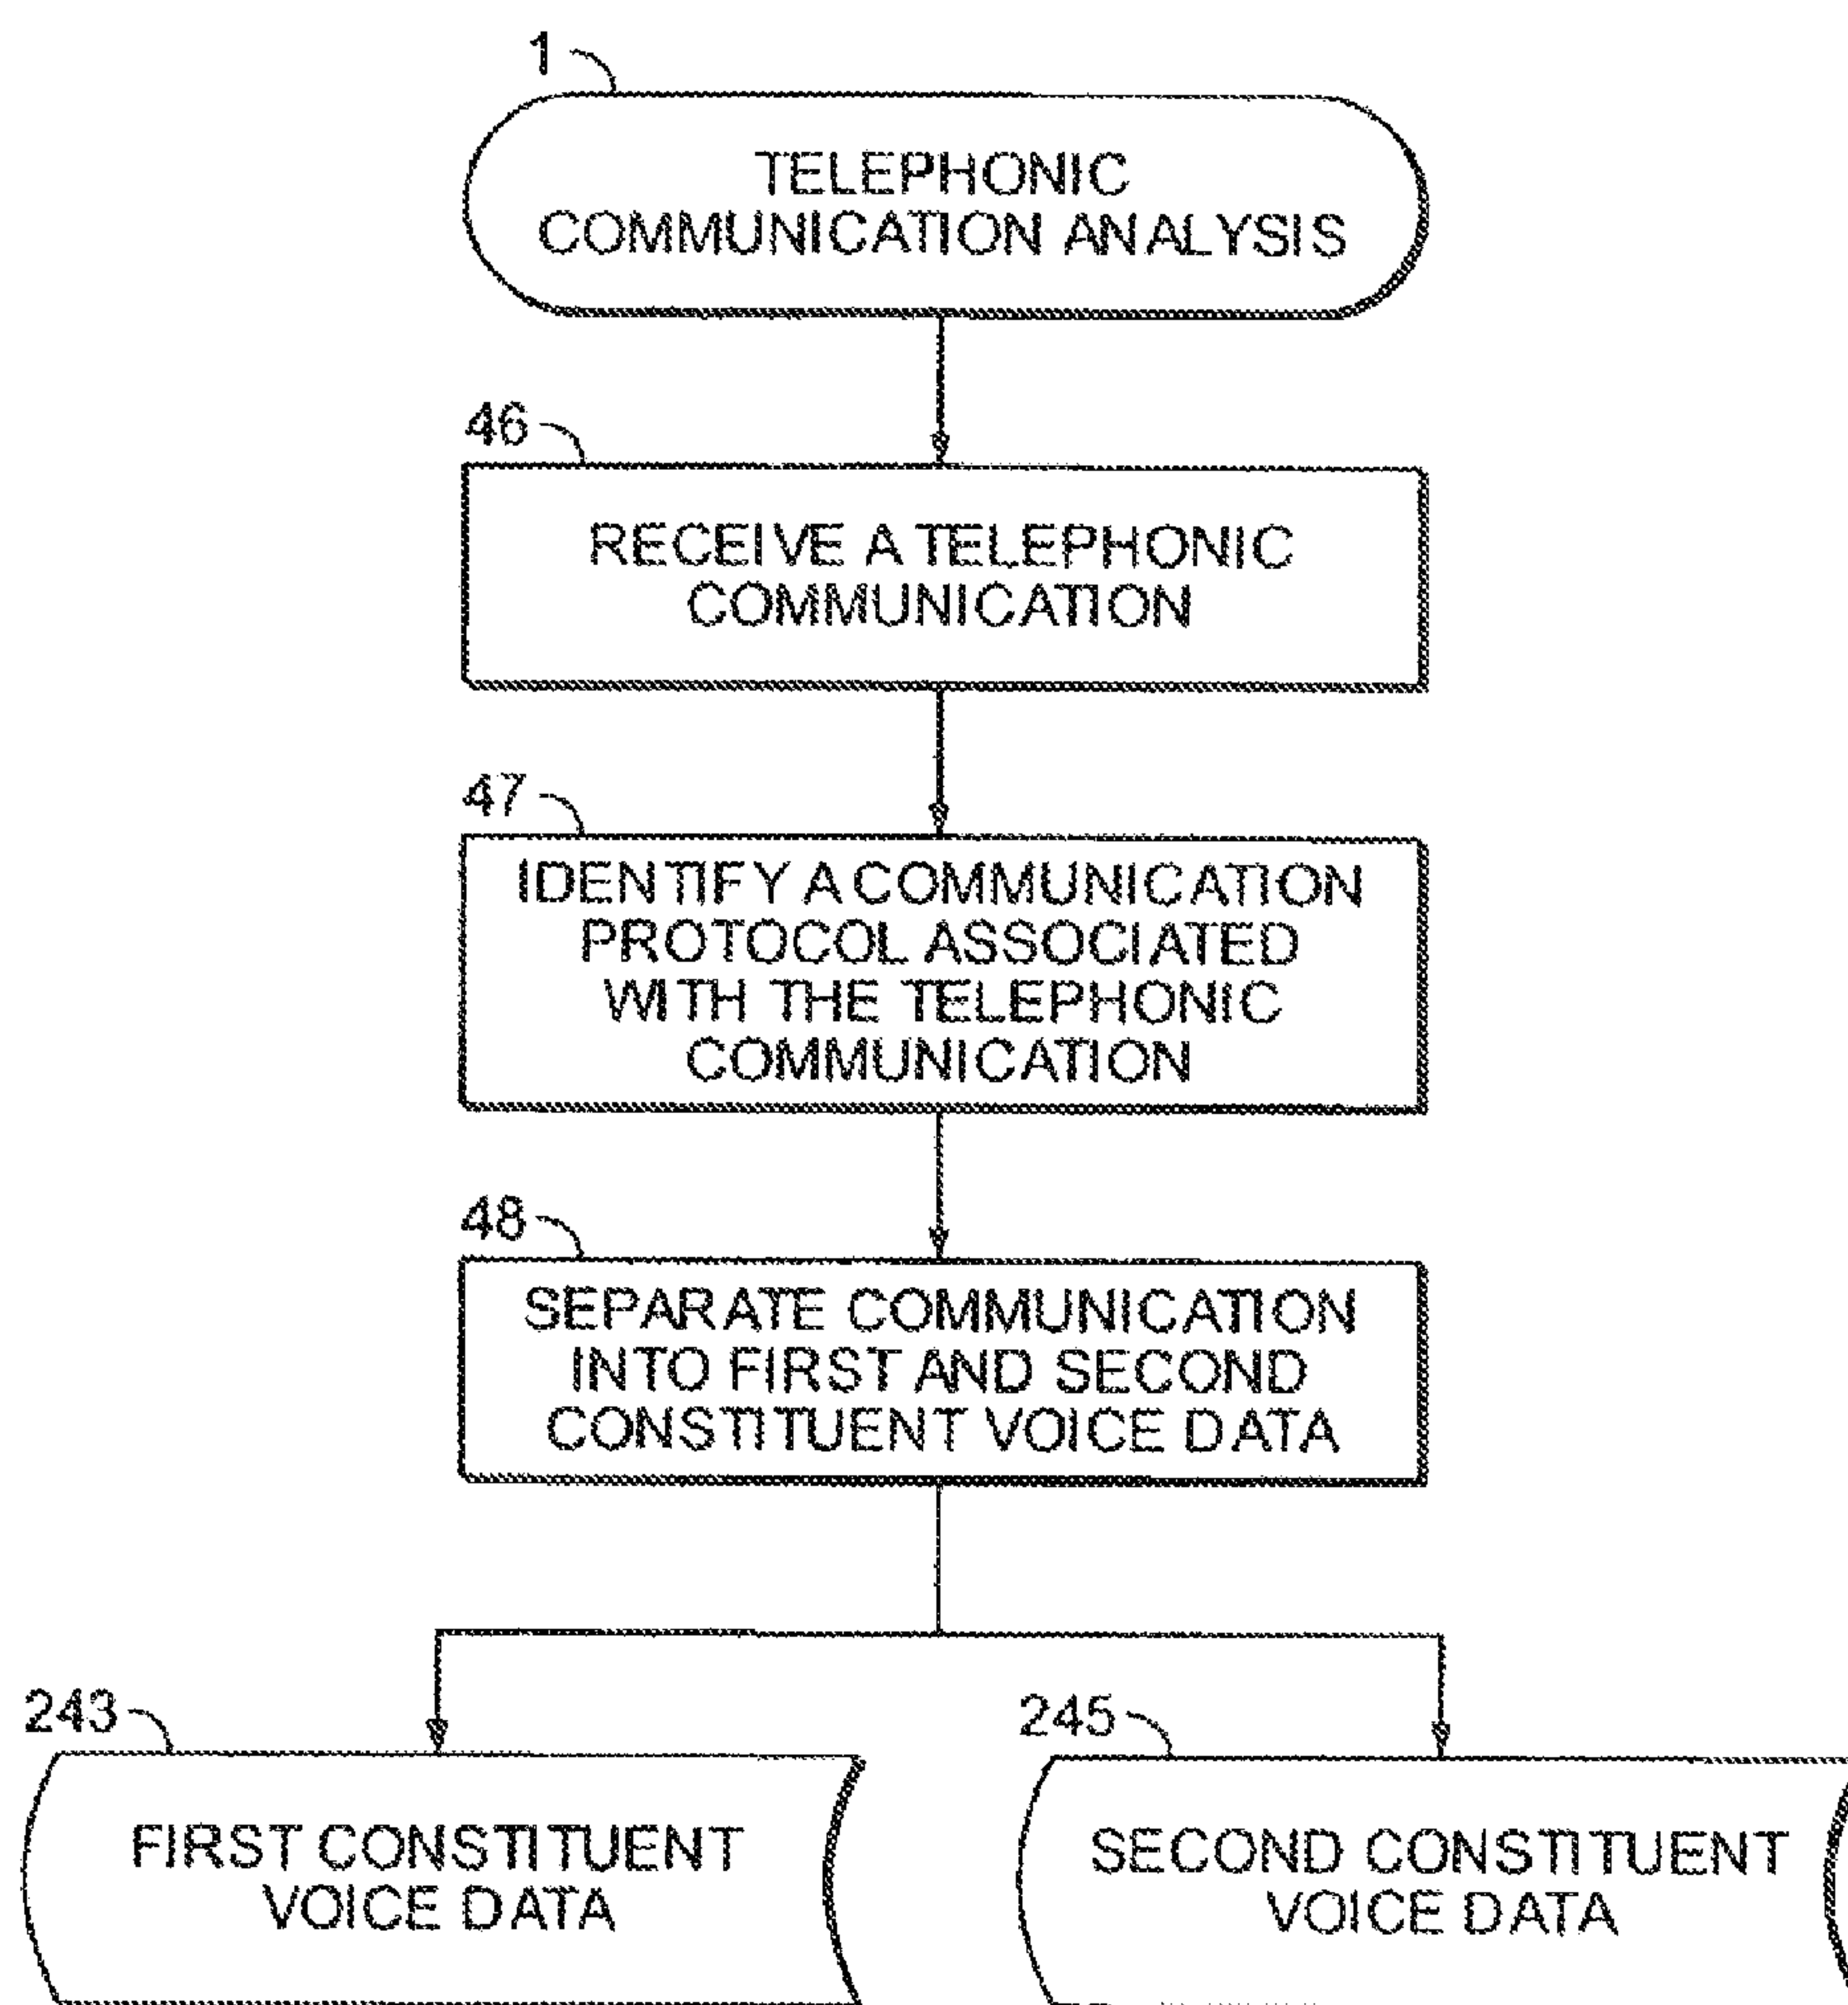 1
TELEPHONIC
COMMUNICATION ANALYSIS
46
RECEIVE A TELEPHONIC
COMMUNICATION
47
IDENTIFY A COMMUNICATION
PROTOCOL ASSOCIATED
WITH THE TELEPHONIC
COMMUNICATION
48
SEPARATE COMMUNICATION
INTO FIRST AND SECOND
CONSTITUENT VOICE DATA
243
FIRST CONSTITUENT
VOICE DATA
245
SECOND CONSTITUENT
VOICE DATA